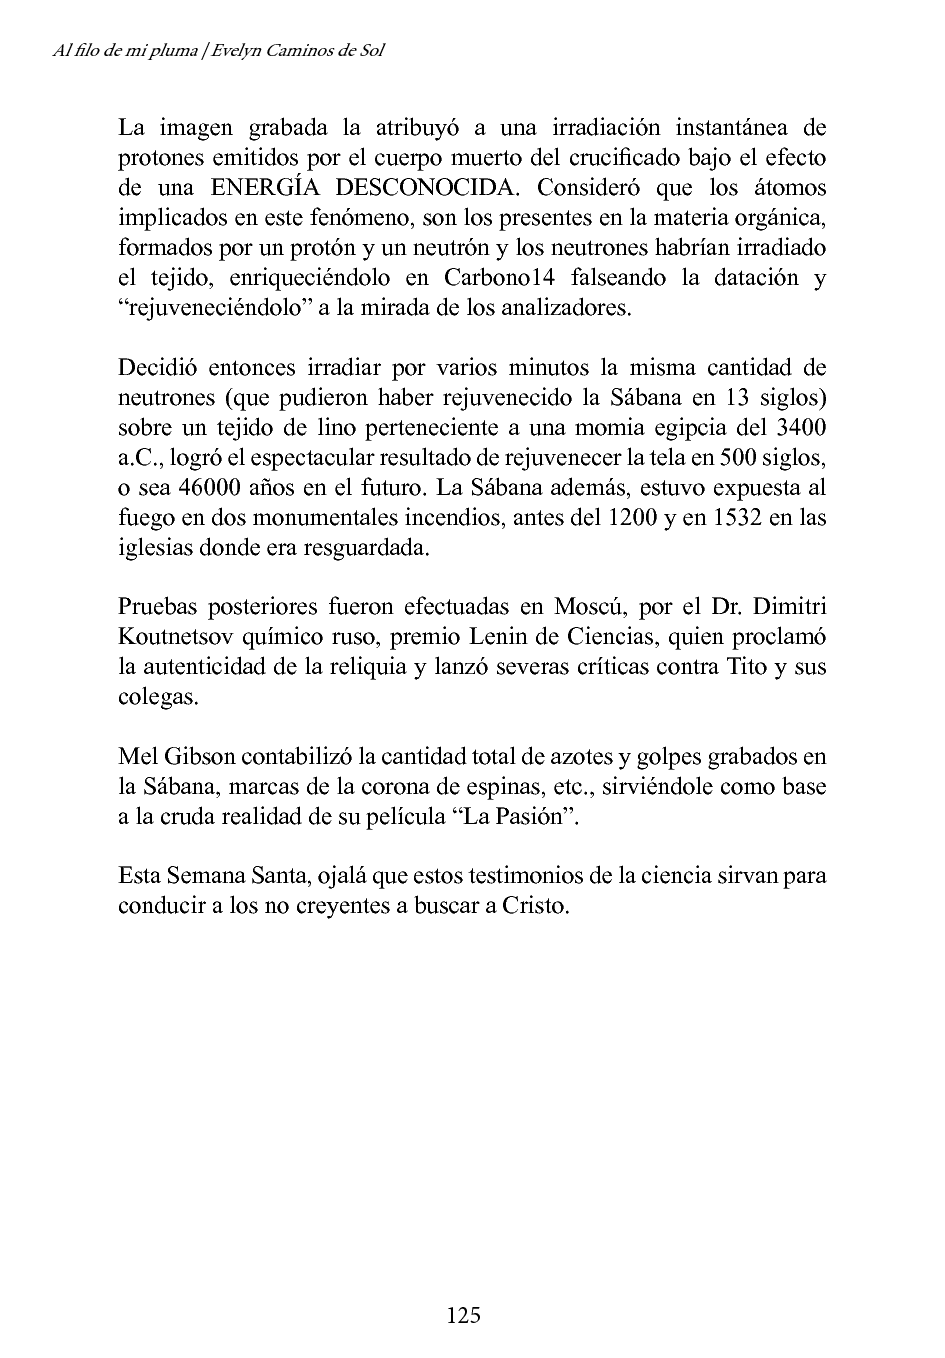 Al filo de mi pluma / Evelyn Caminos de Sol
La imagen grabada la atribuyó a una irradiación instantánea de
protones emitidos por el cuerpo muerto del crucificado bajo el efecto
de una ENERGÍA DESCONOCIDA. Consideró que los átomos
implicados en este fenómeno, son los presentes en la materia orgánica,
formados por un protón y un neutrón y los neutrones habrían irradiado
el tejido, enriqueciéndolo en Carbono14 falseando la datación y
“rejuveneciéndolo” a la mirada de los analizadores.
Decidió entonces irradiar por varios minutos la misma cantidad de
neutrones (que pudieron haber rejuvenecido la Sábana en 13 siglos)
sobre un tejido de lino perteneciente a una momia egipcia del 3400
a.C., logró el espectacular resultado de rejuvenecer la tela en 500 siglos,
o sea 46000 años en el futuro. La Sábana además, estuvo expuesta al
fuego en dos monumentales incendios, antes del 1200 y en 1532 en las
iglesias donde era resguardada.
Pruebas posteriores fueron efectuadas en Moscú, por el Dr. Dimitri
Koutnetsov químico ruso, premio Lenin de Ciencias, quien proclamó
la autenticidad de la reliquia y lanzó severas críticas contra Tito y sus
colegas.
Mel Gibson contabilizó la cantidad total de azotes y golpes grabados en
la Sábana, marcas de la corona de espinas, etc., sirviéndole como base
a la cruda realidad de su película “La Pasión”.
Esta Semana Santa, ojalá que estos testimonios de la ciencia sirvan para
conducir a los no creyentes a buscar a Cristo.
125